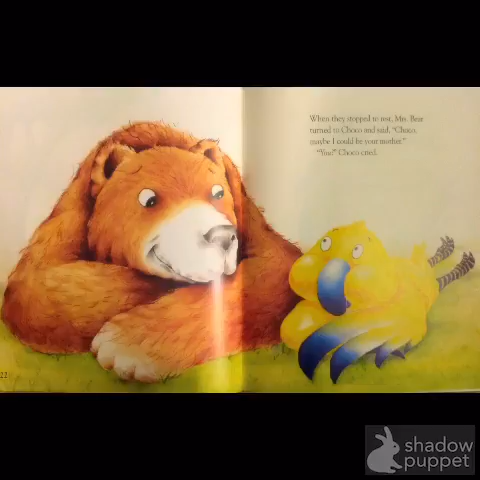 When they stopped to rest, Mrs. Bear
turned to Choco and said, "Choco,
maybe I could be your mother."
"You?" Choco cried.
22
shadow
puppet